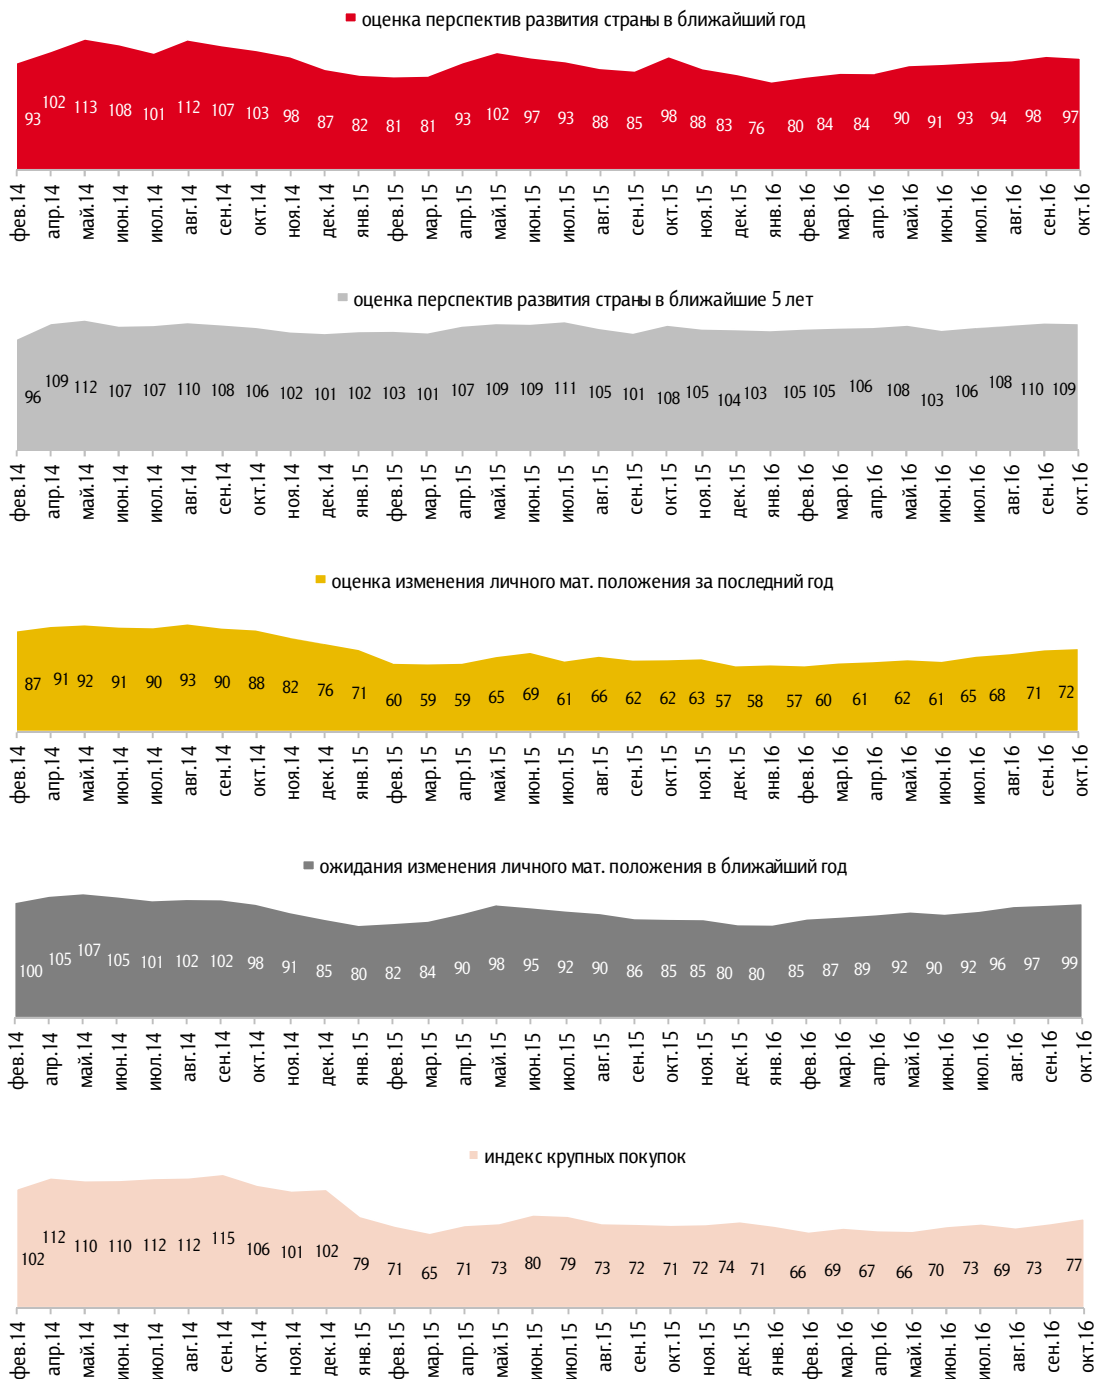 оценка перспектив развития страны в ближайший год
93 102 113 108 101 112 107 103 98 87 82 81 81 93 102 97 93 88 85 98 88 83 76 80 84 84 90 91 93 94 98 97
фев.14 апр.14 май.14 июн.14 июл.14 авг.14 сен.14 окт.14 ноя.14 дек.14 янв.15 фев.15 мар.15 апр.15 май.15 июн.15 июл.15 авг.15 сен.15 окт.15 ноя.15 дек.15 янв.16 фев.16 мар.16 апр.16 май.16 июн.16 июл.16 авг.16 сен.16 окт.16
оценка перспектив развития страны в ближайшие 5 лет
96 109 112 107 107 110 108 106 102 101 102 103 101 107 109 109 111 105 101 108 105 104 103 105 105 106 108 103 106 108 110 109
фев.14 апр.14 май.14 июн.14 июл.14 авг.14 сен.14 окт.14 ноя.14 дек.14 янв.15 фев.15 мар.15 апр.15 май.15 июн.15 июл.15 авг.15 сен.15 окт.15 ноя.15 дек.15 янв.16 фев.16 мар.16 апр.16 май.16 июн.16 июл.16 авг.16 сен.16 окт.16
оценка изменения личного мат. положения за последний год
87 91 92 91 90 93 90 88 82 76 71 60 59 59 65 69 61 66 62 62 63 57 58 57 60 61 62 61 65 68 71 72
фев.14 апр.14 май.14 июн.14 июл.14 авг.14 сен.14 окт.14 ноя.14 дек.14 янв.15 фев.15 мар.15 апр.15 май.15 июн.15 июл.15 авг.15 сен.15 окт.15 ноя.15 дек.15 янв.16 фев.16 мар.16 апр.16 май.16 июн.16 июл.16 авг.16 сен.16 окт.16
ожидания изменения личного мат. положения в ближайший год
100 105 107 105 101 102 102 98 91 85 80 82 84 90 98 95 92 90 86 85 85 80 80 85 87 89 92 90 92 96 97 99
фев.14 апр.14 май.14 июн.14 июл.14 авг.14 сен.14 окт.14 ноя.14 дек.14 янв.15 фев.15 мар.15 апр.15 май.15 июн.15 июл.15 авг.15 сен.15 окт.15 ноя.15 дек.15 янв.16 фев.16 мар.16 апр.16 май.16 июн.16 июл.16 авг.16 сен.16 окт.16
индекс крупных покупок
102 112 110 110 112 112 115 106 101 102 79 71 65 71 73 80 79 73 72 71 72 74 71 66 69 67 66 70 73 69 73 77
фев.14 апр.14 май.14 июн.14 июл.14 авг.14 сен.14 окт.14 ноя.14 дек.14 янв.15 фев.15 мар.15 апр.15 май.15 июн.15 июл.15 авг.15 сен.15 окт.15 ноя.15 дек.15 янв.16 фев.16 мар.16 апр.16 май.16 июн.16 июл.16 авг.16 сен.16 окт.16